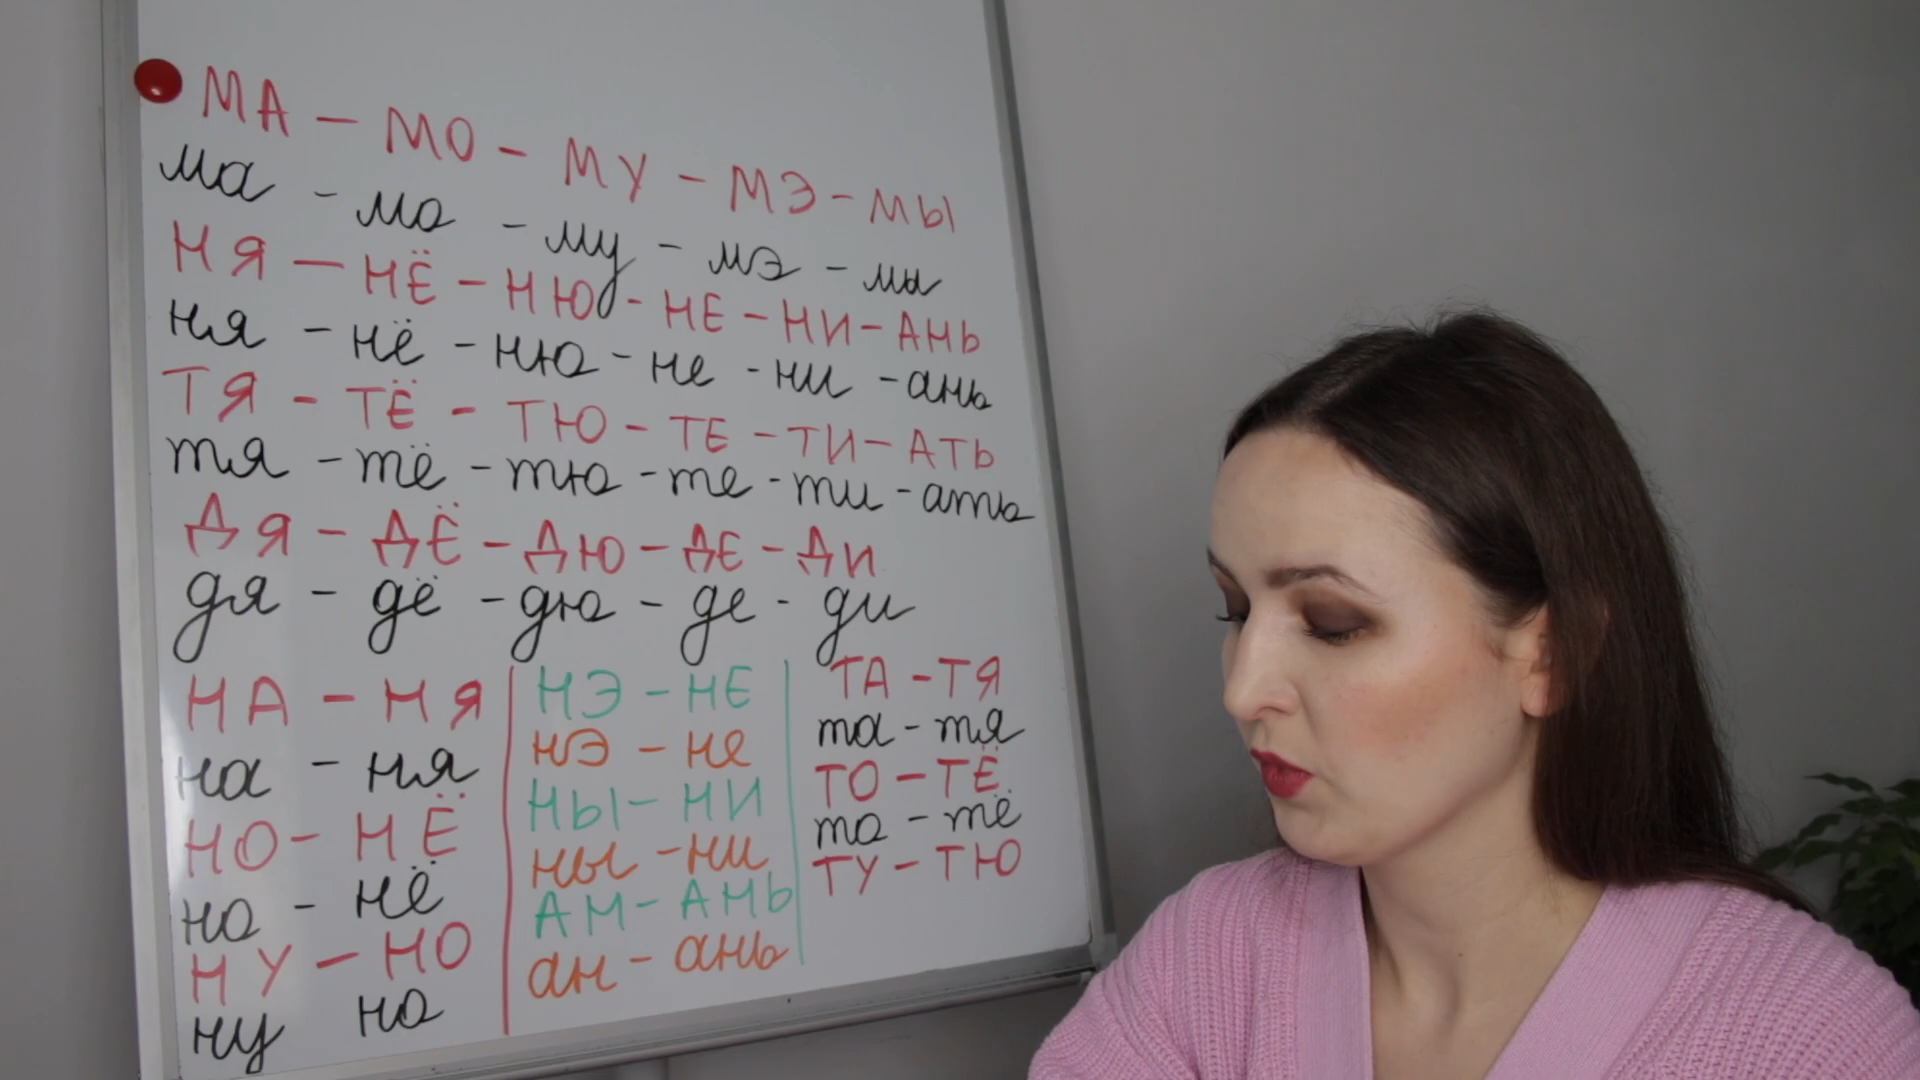 МА - МО - МУ - МЭ - МЫ
ма - мо - му - мэ - мы
НЯ - НЁ - НЮ - НЕ - НИ - АНЬ
ня - нё - ню - не - ни - ань
ТЯ - ТЁ - ТЮ - ТЕ - ТИ - АТЬ
тя - тё - тю - те - ти - ать
ДЯ - ДЁ - ДЮ - ДЕ - ДИ
дя - дё - дю - де - ди
НА - НЯ
на - ня
НО - НЁ
но - нё
НУ - НО
ну но
НЭ - НЕ
нэ - не
НЫ - НИ
ны - ни
АН - АНЬ
ан - ань
ТА - ТЯ
та - тя
ТО - ТЁ
то - тё
ТУ - ТЮ